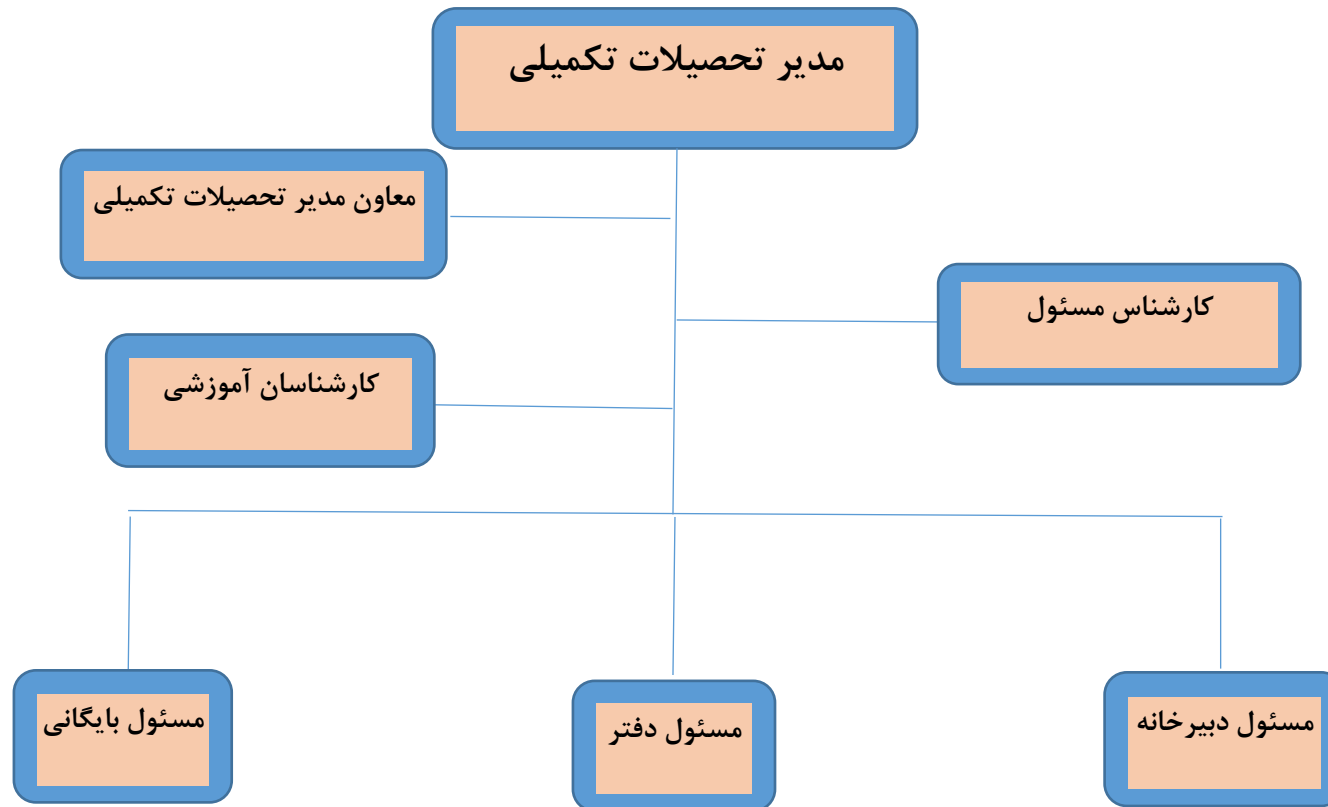 مدیر تحصیلات تکمیلی
معاون مدیر تحصیلات تکمیلی
کارشناس مسئول
کارشناسان آموزشی
مسئول دبیرخانه
مسئول دفتر
مسئول بایگانی